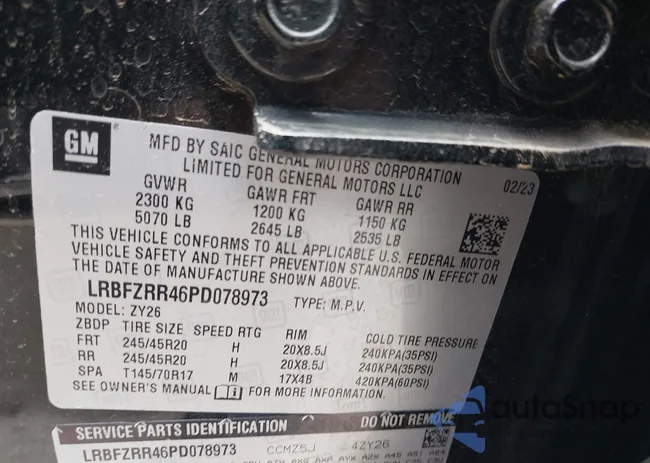 GM
MFD BY SAIC GENERAL MOTORS CORPORATION
LIMITED FOR GENERAL MOTORS LLC
02/23
GVWR GAWR FRT GAWR RR
2300 KG 1200 KG 1150 KG
5070 LB 2645 LB 2535 LB
THIS VEHICLE CONFORMS TO ALL APPLICABLE U.S. FEDERAL MOTOR
VEHICLE SAFETY AND THEFT PREVENTION STANDARDS IN EFFECT ON
THE DATE OF MANUFACTURE SHOWN ABOVE.
LRBFZRR46PD078973 TYPE: M.P.V.
MODEL: ZY26
ZBDP TIRE SIZE SPEED RTG RIM COLD TIRE PRESSURE
FRT 245/45R20 H 20X8.5J 240KPA(35PSI)
RR 245/45R20 H 20X8.5J 240KPA(35PSI)
SPA T145/70R17 M 17X4B 420KPA(60PSI)
SEE OWNER'S MANUAL FOR MORE INFORMATION.
SERVICE PARTS IDENTIFICATION DO NOT REMOVE
LRBFZRR46PD078973 CCMZ5J 4ZY26
autoSnap